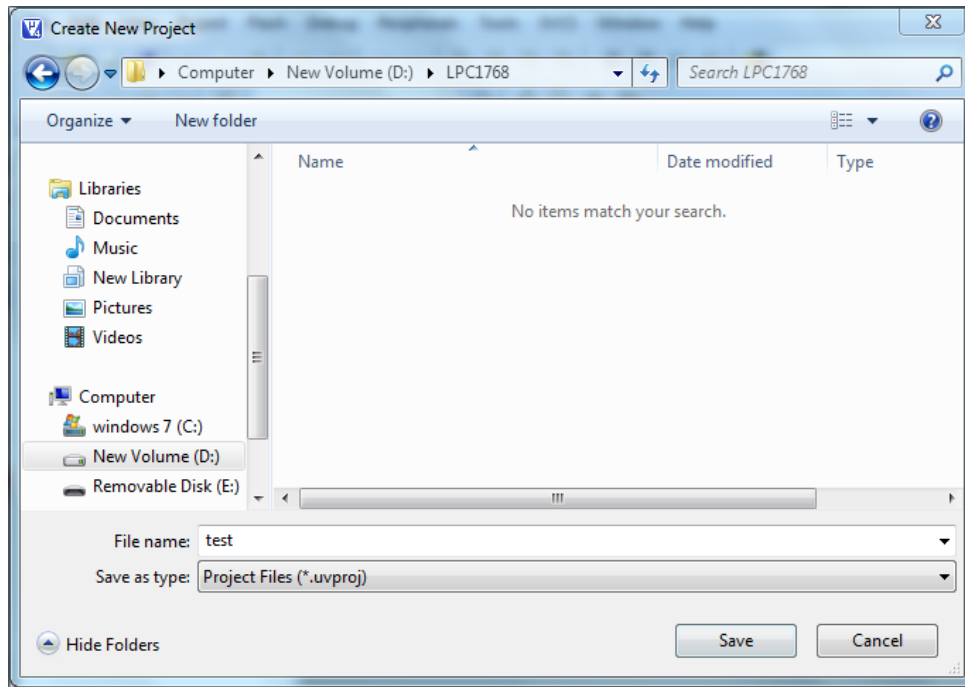 Create New Project
Computer New Volume (D:) LPC1768 Search LPC1768
Organize New folder
Name Date modified Type
No items match your search.
Libraries
Documents
Music
New Library
Pictures
Videos
Computer
windows 7 (C:)
New Volume (D:)
Removable Disk (E:)
File name: test
Save as type: Project Files (*.uvproj)
Hide Folders Save Cancel